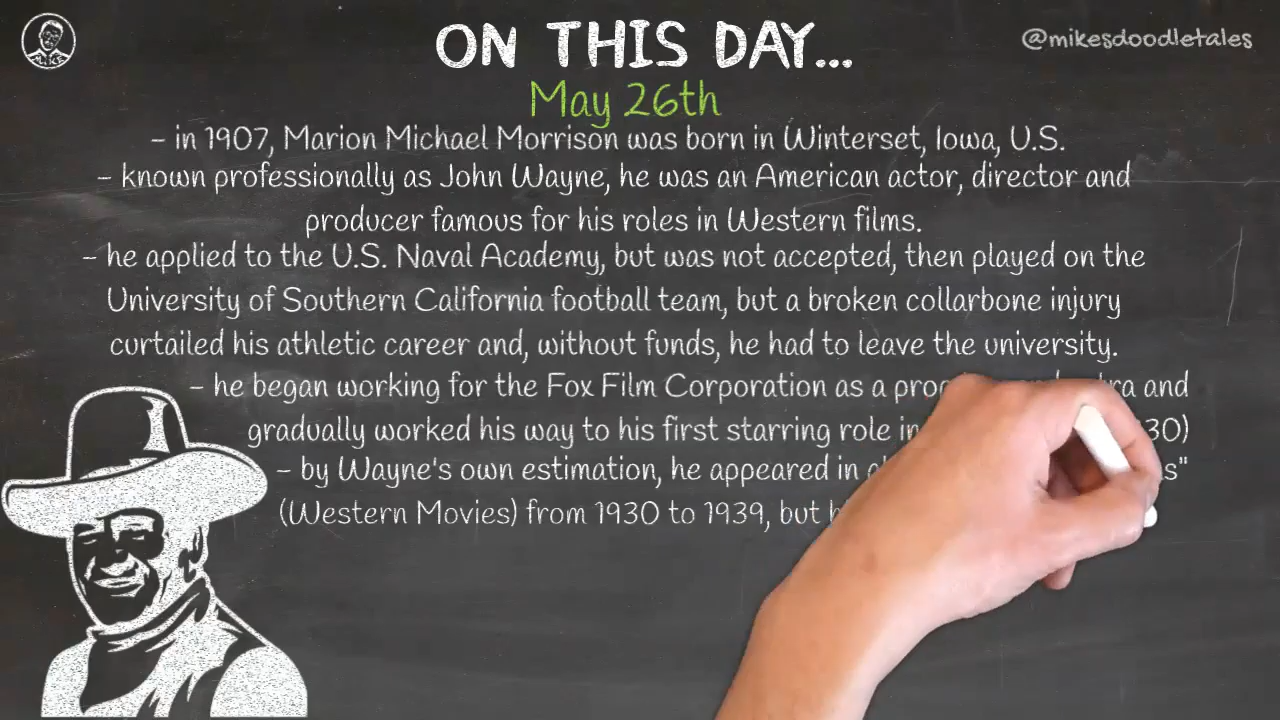 ON THIS DAY...
@mikesdoodletales
MIKE
May 26th
- in 1907, Marion Michael Morrison was born in Winterset, Iowa, U.S.
- known professionally as John Wayne, he was an American actor, director and
producer famous for his roles in Western films.
- he applied to the U.S. Naval Academy, but was not accepted, then played on the
University of Southern California football team, but a broken collarbone injury
curtailed his athletic career and, without funds, he had to leave the university.
- he began working for the Fox Film Corporation as a and
gradually worked his way to his first starring role in
- by Wayne's own estimation, he appeared in
(Western Movies) from 1930 to 1939, but